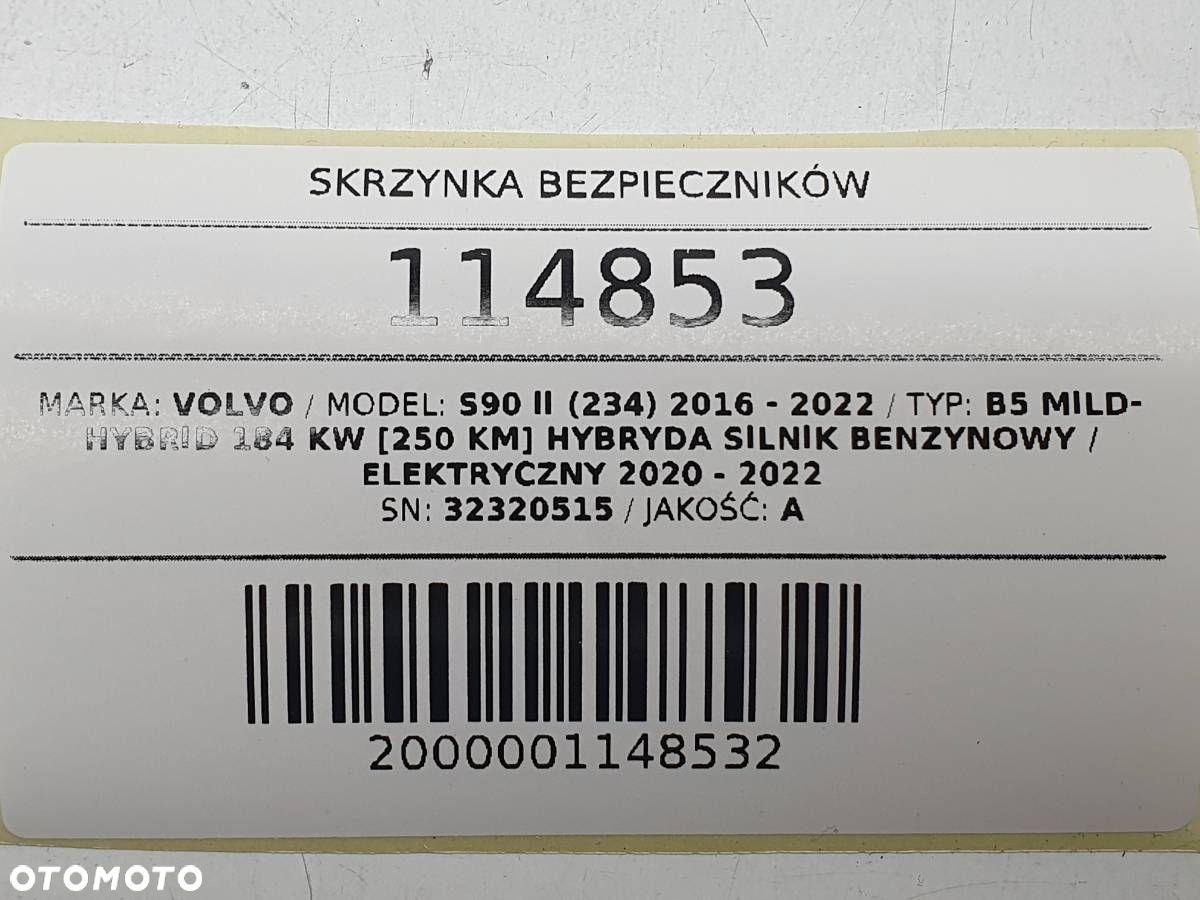 SKRZYNKA BEZPIECZNIKÓW
114853
MARKA: VOLVO / MODEL: S90 II (234) 2016 - 2022 / TYP: B5 MILD-
HYBRID 184 KW [250 KM] HYBRYDA SILNIK BENZYNOWY /
ELEKTRYCZNY 2020 - 2022
SN: 32320515 / JAKOŚĆ: A
2000001148532
OTOMOTO